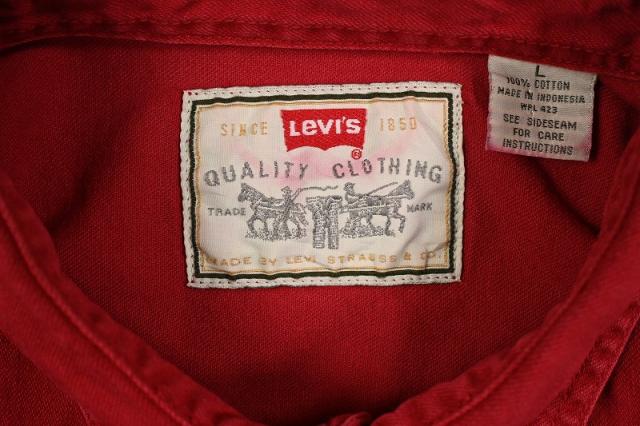 SINCE LEVI'S ® 1850
QUALITY CLOTHING
TRADE MARK
MADE BY LEVI STRAUSS & CO.
L
100% COTTON
MADE IN INDONESIA
WPL 423
SEE SIDESEAM
FOR CARE
INSTRUCTIONS